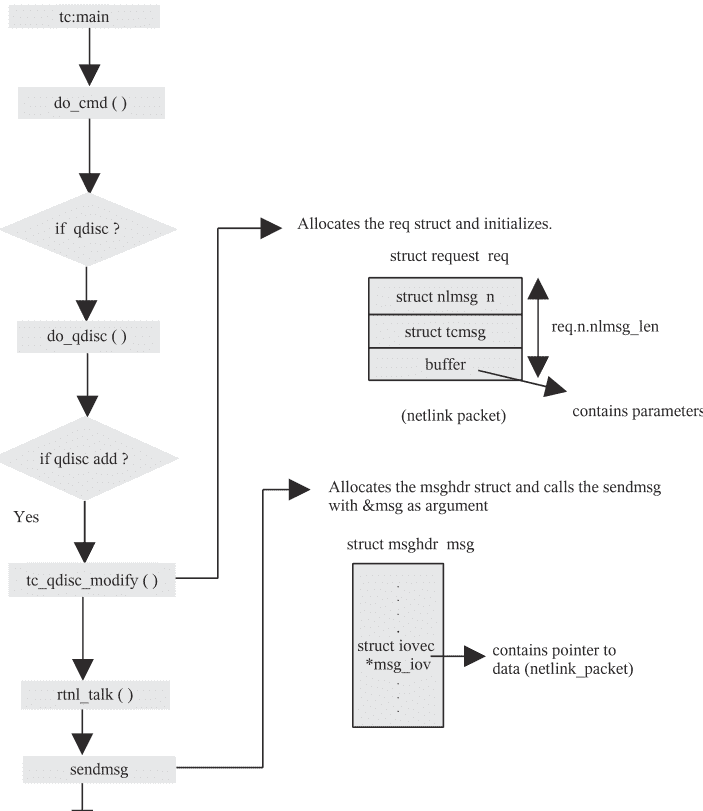 tc:main
do_cmd ( )
if qdisc ?
do_qdisc ( )
if qdisc add ?
Yes
tc_qdisc_modify ( )
rtnl_talk ( )
sendmsg
Allocates the req struct and initializes.
struct request req
struct nlmsg n
struct tcmsg
buffer
req.n.nlmsg_len
contains parameters
(netlink packet)
Allocates the msghdr struct and calls the sendmsg
with &msg as argument
struct msghdr msg
struct iovec
*msg_iov
contains pointer to
data (netlink_packet)